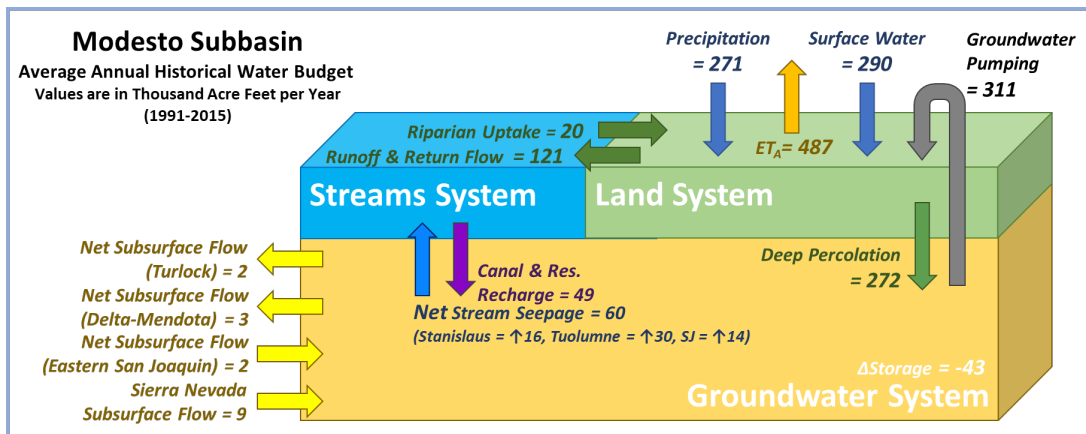 Modesto Subbasin
Average Annual Historical Water Budget
Values are in Thousand Acre Feet per Year
(1991-2015)
Precipitation
= 271
Surface Water
= 290
Groundwater
Pumping
= 311
Riparian Uptake = 20
Runoff & Return Flow = 121
ETA= 487
Streams System
Land System
Net Subsurface Flow
(Turlock) = 2
Net Subsurface Flow
(Delta-Mendota) = 3
Net Subsurface Flow
(Eastern San Joaquin) = 2
Sierra Nevada
Subsurface Flow = 9
Canal & Res.
Recharge = 49
Net Stream Seepage = 60
(Stanislaus = ↑16, Tuolumne = ↑30, SJ = ↑14)
Deep Percolation
= 272
ΔStorage = -43
Groundwater System